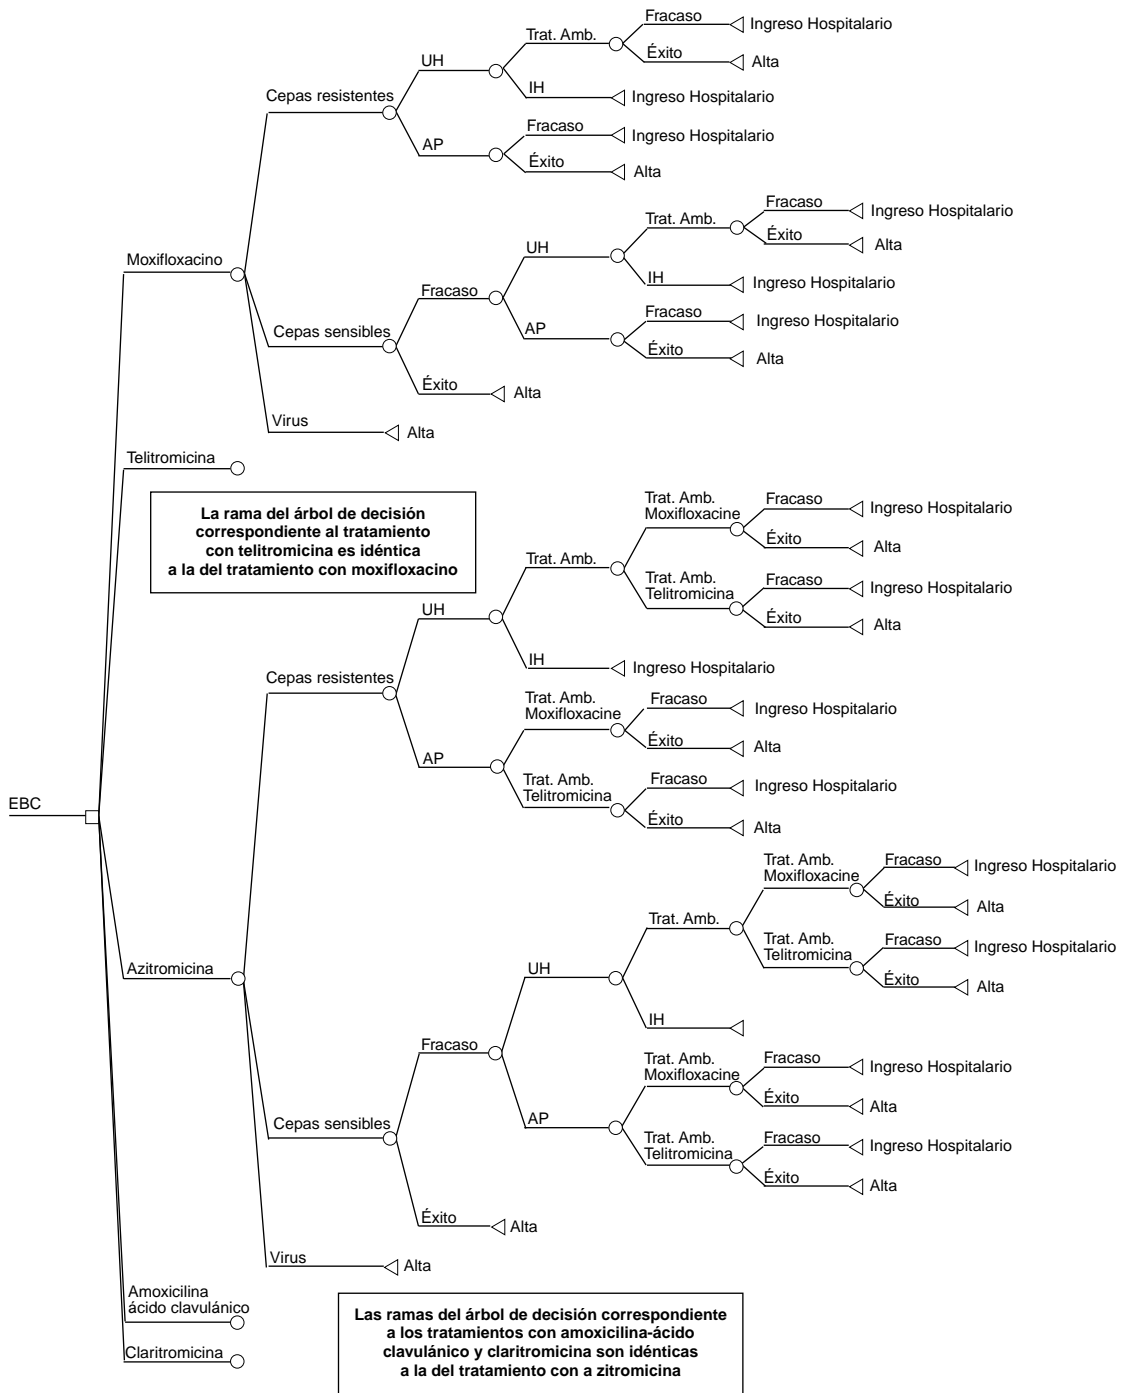 Fracaso
Ingreso Hospitalario
Trat. Amb.
Éxito
Alta
UH
IH
Ingreso Hospitalario
Cepas resistentes
Fracaso
Ingreso Hospitalario
AP
Éxito
Alta
Fracaso
Ingreso Hospitalario
Trat. Amb.
Éxito
Alta
UH
Moxifloxacino
IH
Ingreso Hospitalario
Fracaso
Fracaso
Ingreso Hospitalario
Cepas sensibles
AP
Éxito
Alta
Éxito
Alta
Virus
Alta
Telitromicina
La rama del árbol de decisión
correspondiente al tratamiento
con telitromicina es idéntica
a la del tratamiento con moxifloxacino
Trat. Amb.
Moxifloxacine
Fracaso
Ingreso Hospitalario
Éxito
Alta
Trat. Amb.
Trat. Amb.
Telitromicina
Fracaso
Ingreso Hospitalario
Éxito
Alta
UH
IH
Ingreso Hospitalario
Cepas resistentes
Trat. Amb.
Moxifloxacine
Fracaso
Ingreso Hospitalario
Éxito
Alta
AP
Trat. Amb.
Telitromicina
Fracaso
Ingreso Hospitalario
Éxito
Alta
EBC
Trat. Amb.
Moxifloxacine
Fracaso
Ingreso Hospitalario
Éxito
Alta
Trat. Amb.
Trat. Amb.
Telitromicina
Fracaso
Ingreso Hospitalario
Éxito
Alta
Azitromicina
UH
IH
Fracaso
Trat. Amb.
Moxifloxacine
Fracaso
Ingreso Hospitalario
Éxito
Alta
Cepas sensibles
AP
Trat. Amb.
Telitromicina
Fracaso
Ingreso Hospitalario
Éxito
Alta
Éxito
Alta
Virus
Alta
Amoxicilina
ácido clavulánico
Claritromicina
Las ramas del árbol de decisión correspondiente
a los tratamientos con amoxicilina-ácido
clavulánico y claritromicina son idénticas
a la del tratamiento con a zitromicina